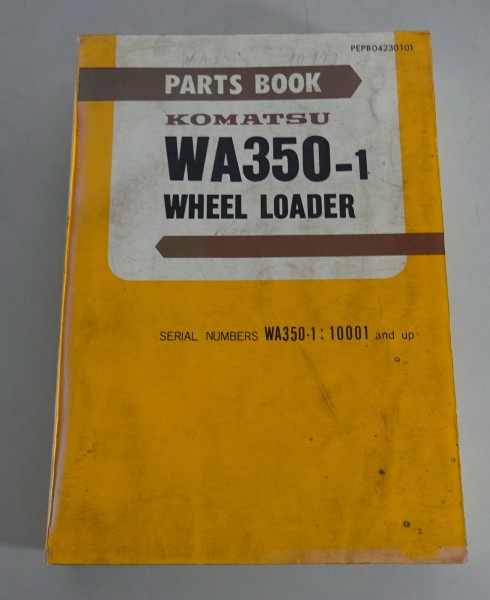 PEPB04230101
PARTS BOOK
KOMATSU
WA350-1
WHEEL LOADER
SERIAL NUMBERS WA350-1: 10001 and up